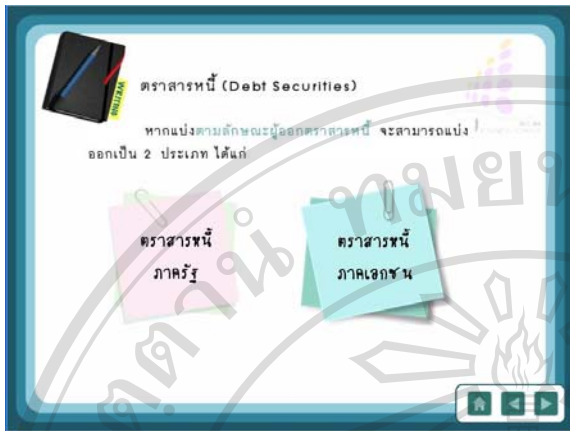 ตราสารหนี้ (Debt Securities)
หากแบ่งตามลักษณะผู้ออกตราสารหนี้ จะสามารถแบ่ง
ออกเป็น 2 ประเภท ได้แก่
ตราสารหนี้
ภาครัฐ
ตราสารหนี้
ภาคเอกชน